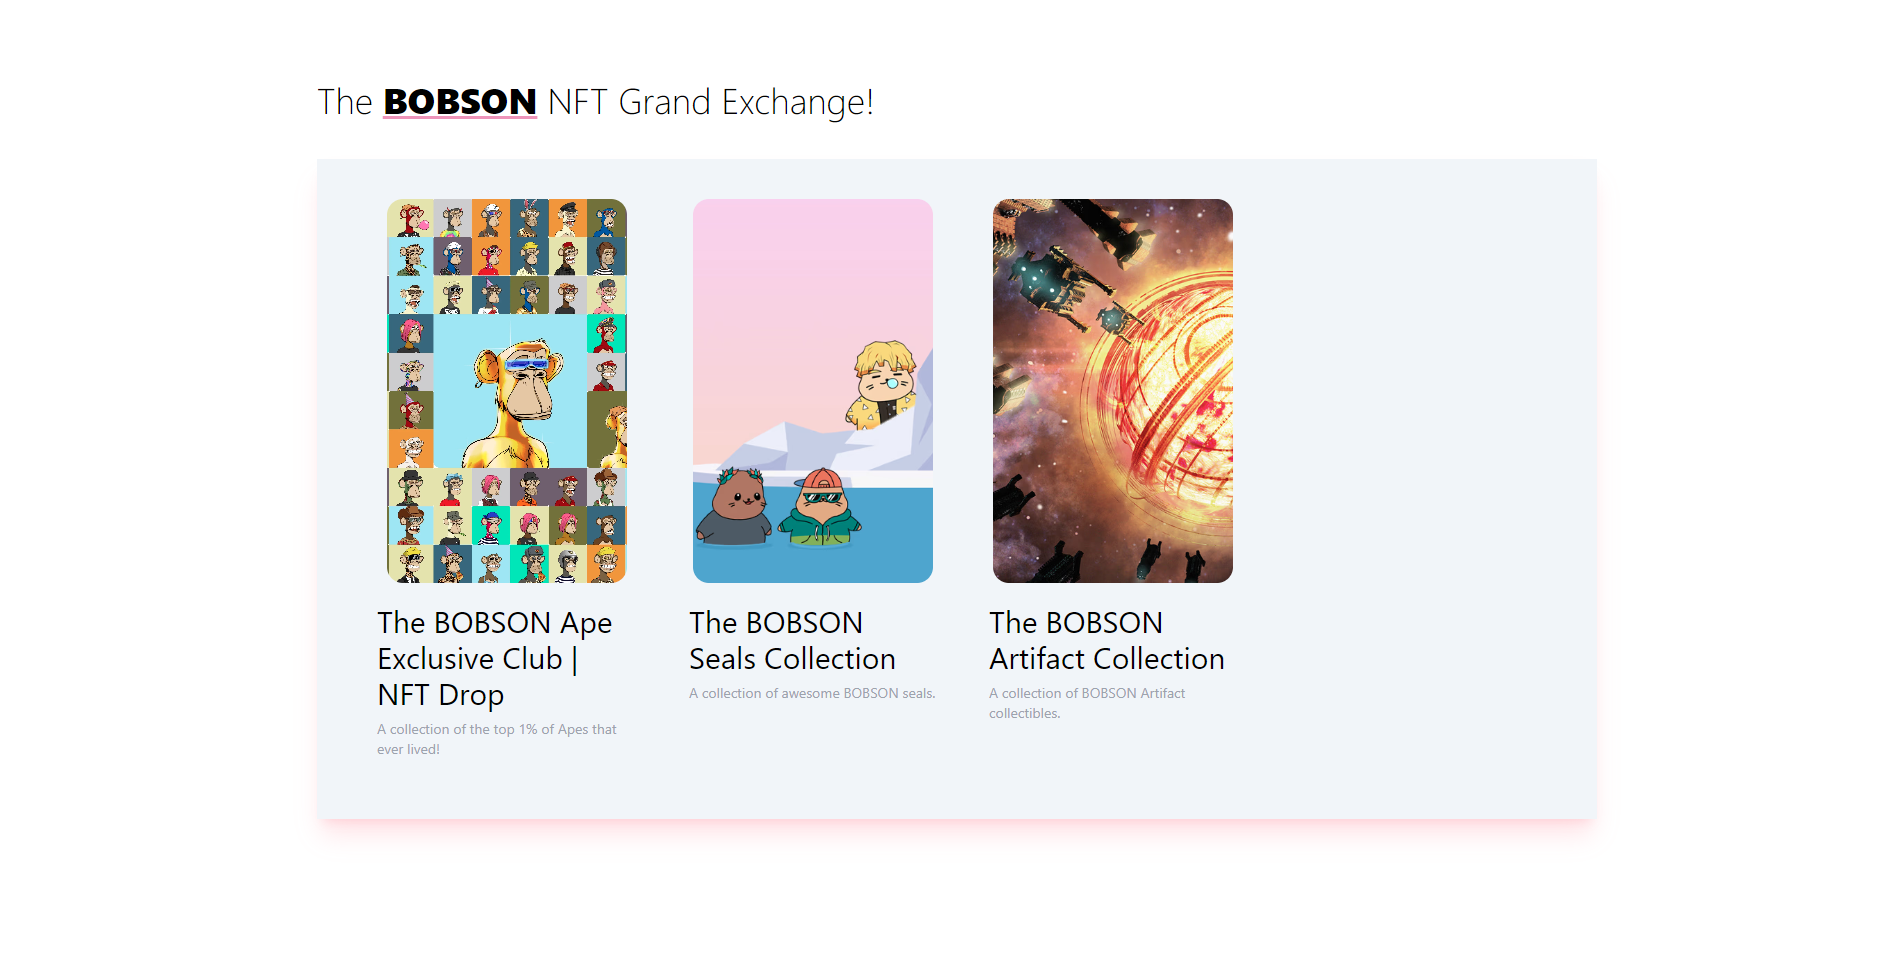 The BOBSON NFT Grand Exchange!
The BOBSON Ape
Exclusive Club |
NFT Drop
A collection of the top 1% of Apes that
ever lived!
The BOBSON
Seals Collection
A collection of awesome BOBSON seals.
The BOBSON
Artifact Collection
A collection of BOBSON Artifact
collectibles.